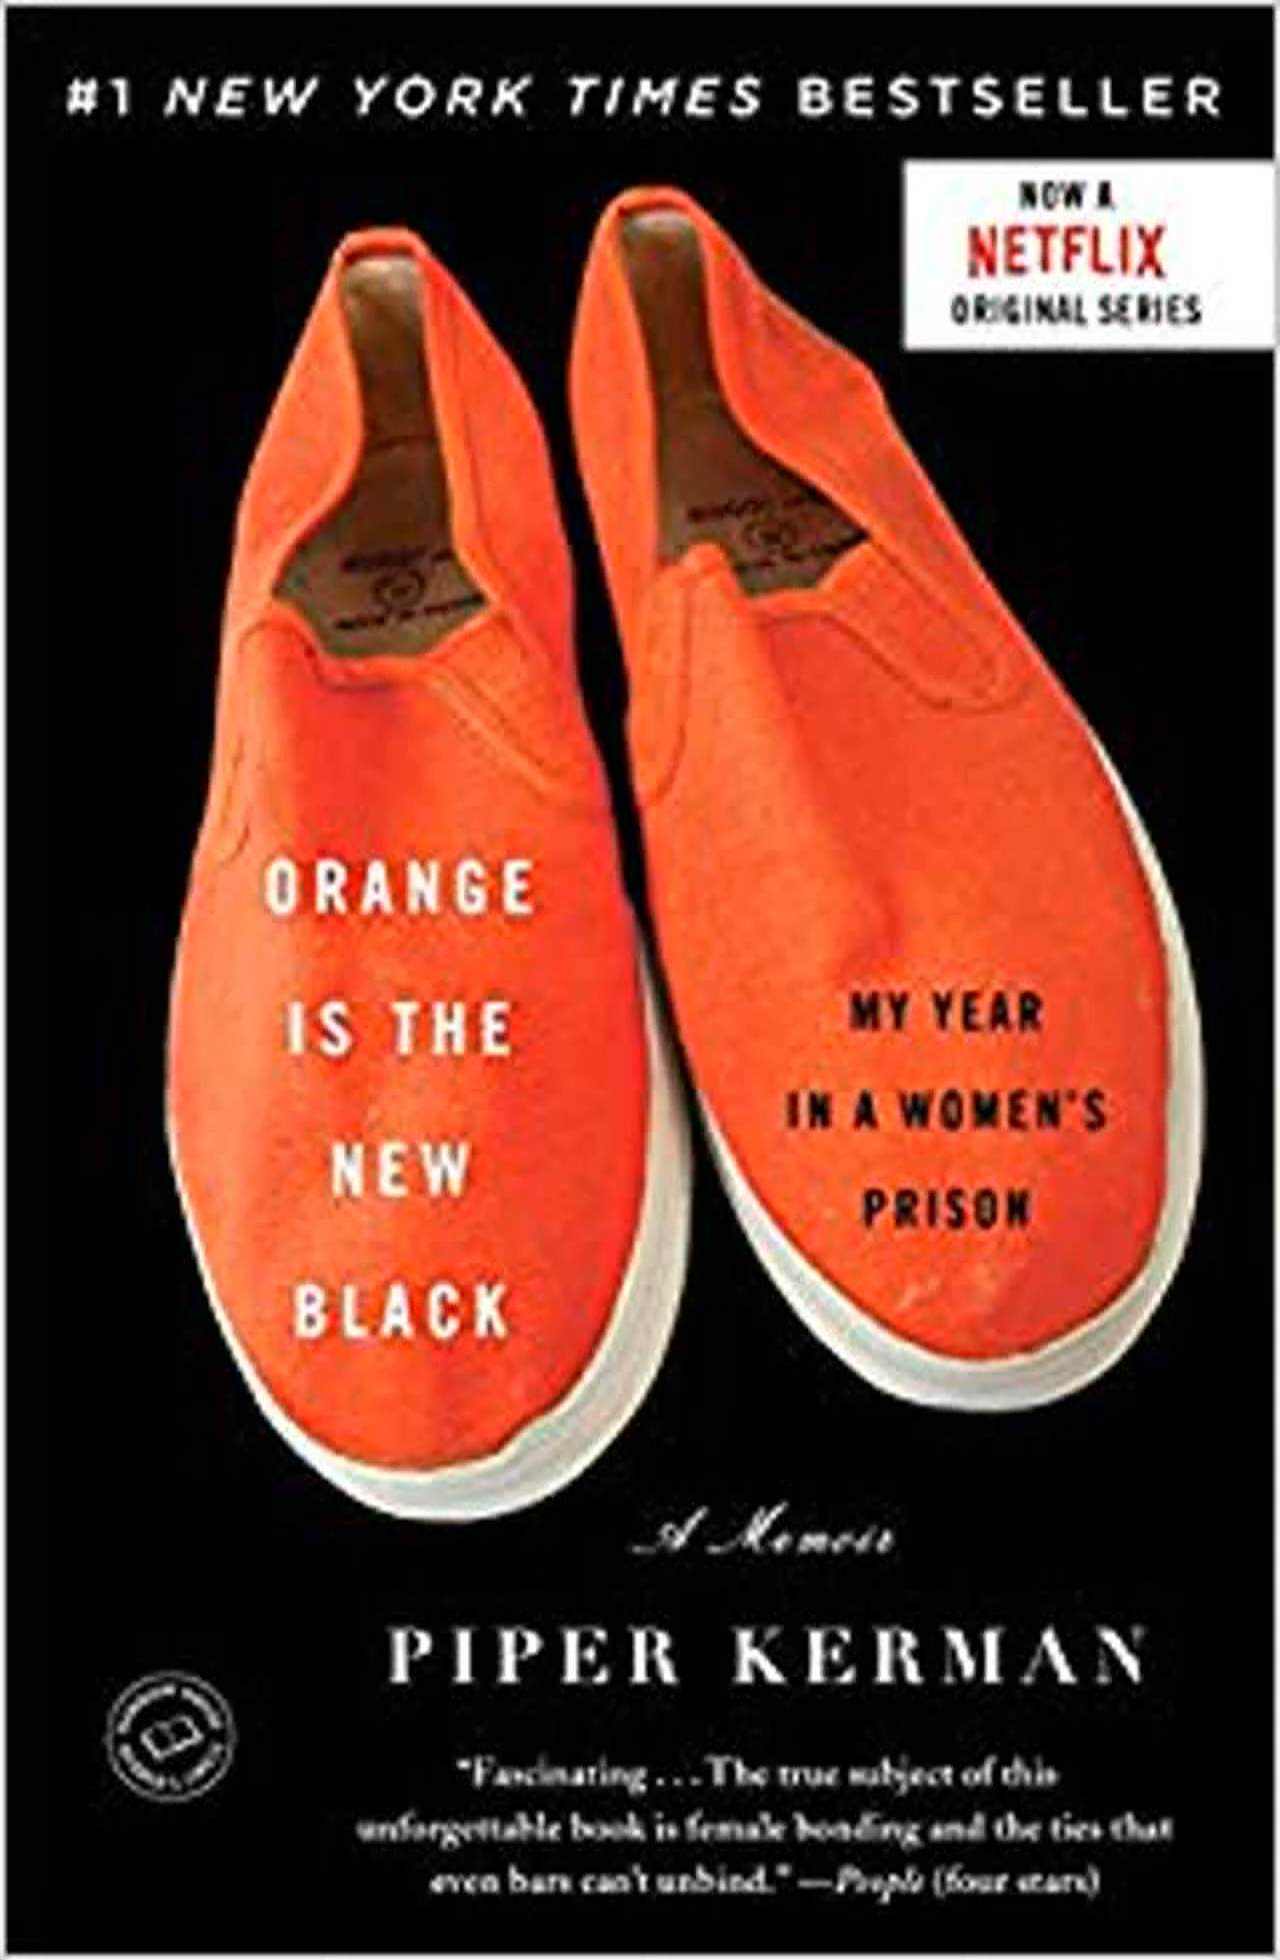 #1 NEW YORK TIMES BESTSELLER
NOW A
NETFLIX
ORIGINAL SERIES
ORANGE
IS THE
NEW
BLACK
MY YEAR
IN A WOMEN'S
PRISON
A Memoir
PIPER KERMAN
"Fascinating . . . The true subject of this
unforgettable book is female bonding and the ties that
even bars can't unbind." —People (four stars)